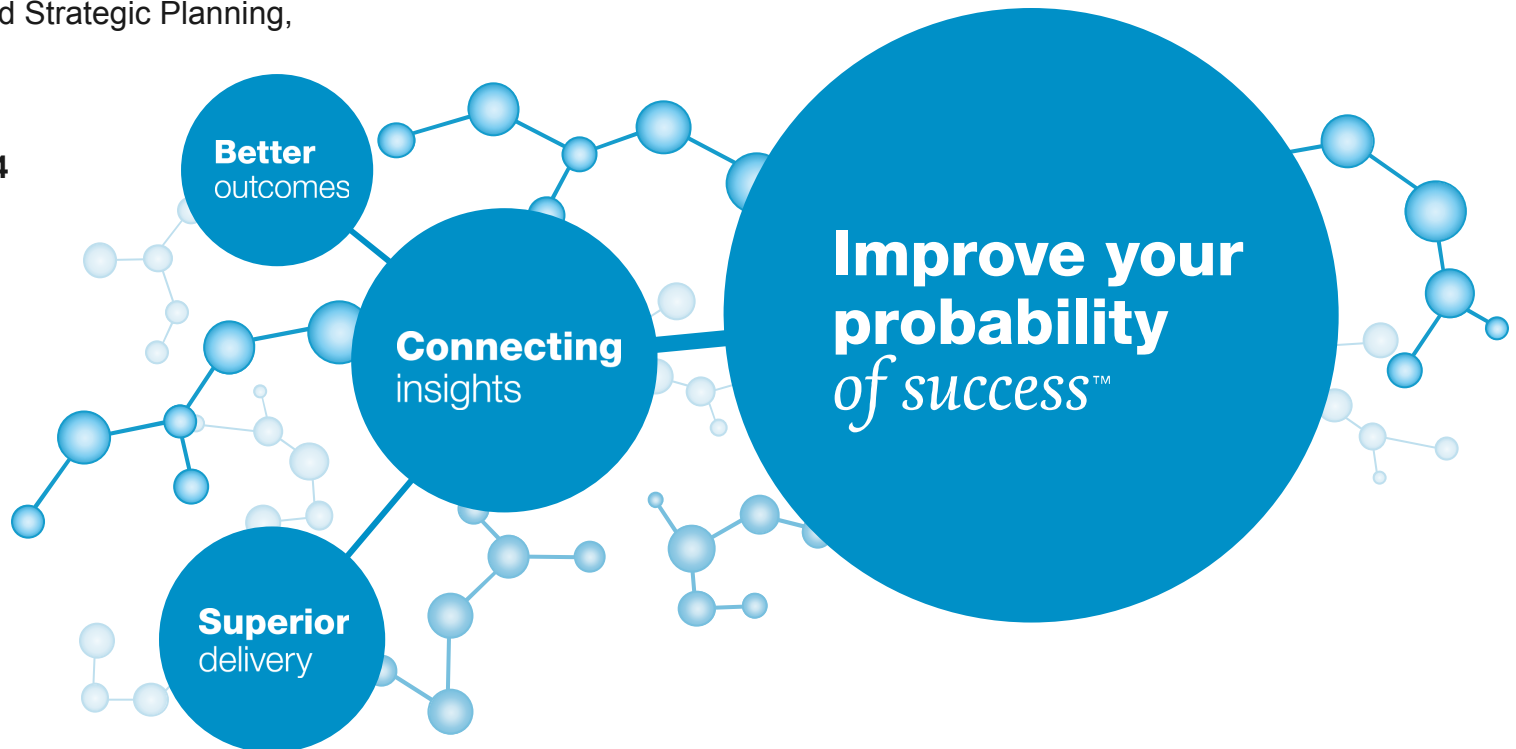 d Strategic Planning,
4
Better
outcomes
Connecting
insights
Improve your
probability
of success™
Superior
delivery